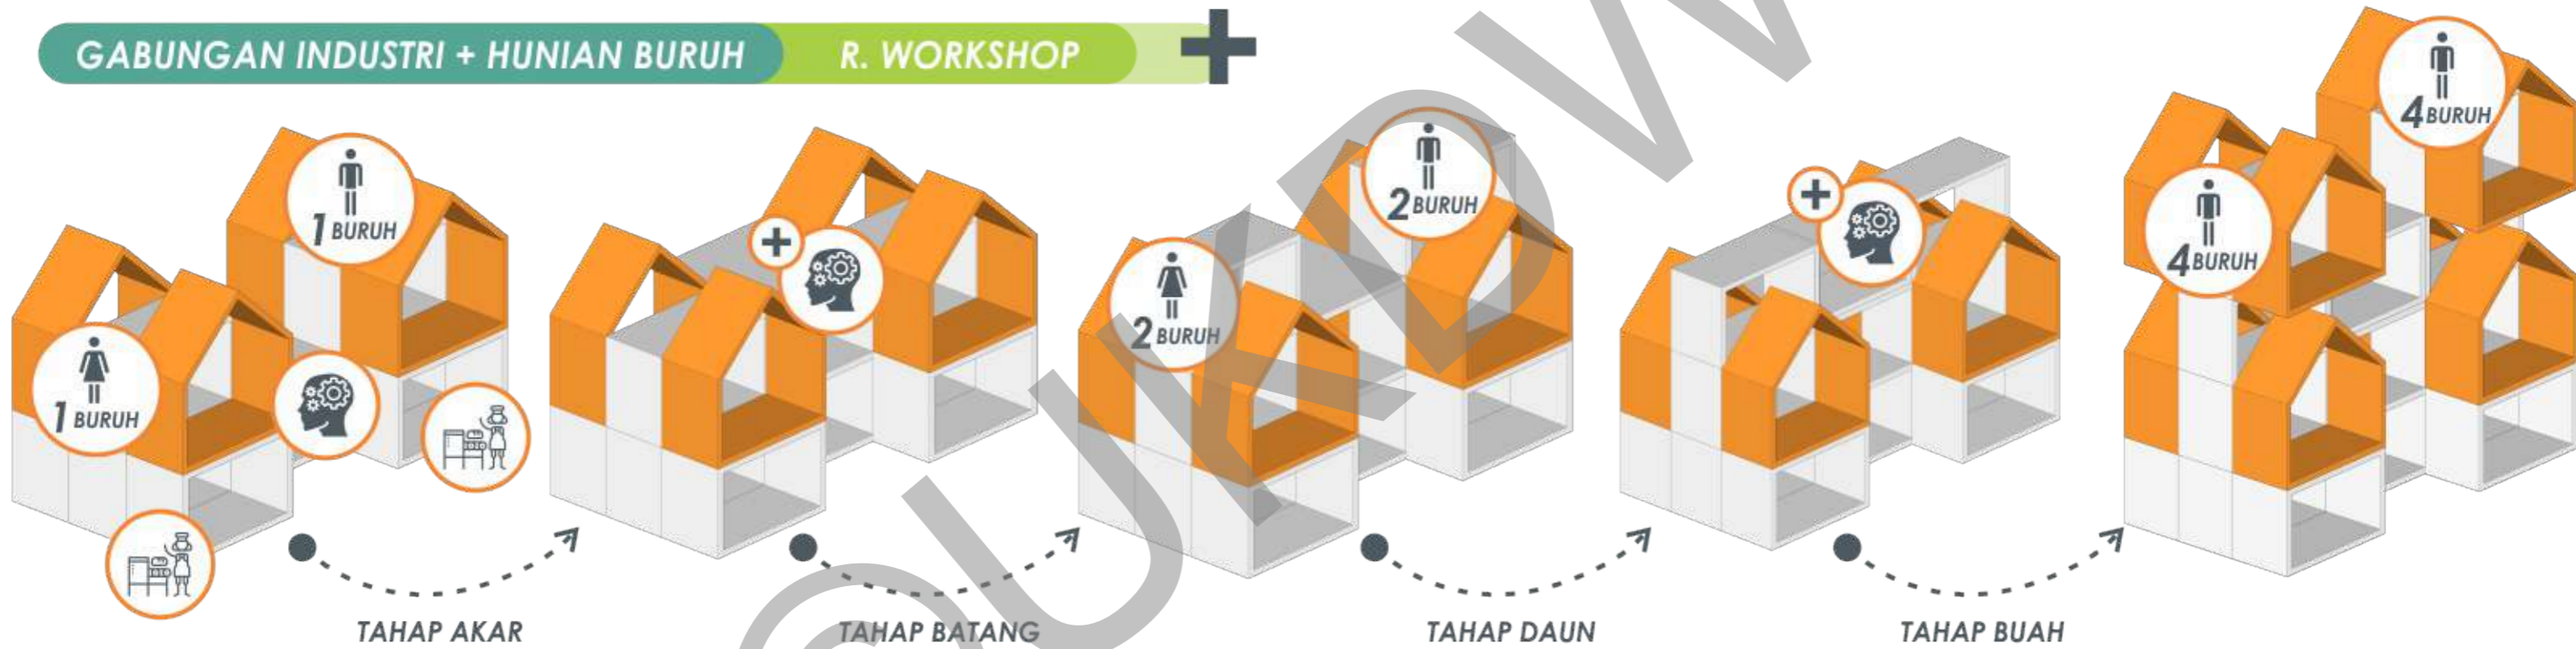 GABUNGAN INDUSTRI + HUNIAN BURUH
R. WORKSHOP
1 BURUH
1 BURUH
2 BURUH
2 BURUH
4 BURUH
4 BURUH
TAHAP AKAR
TAHAP BATANG
TAHAP DAUN
TAHAP BUAH
©UKDW